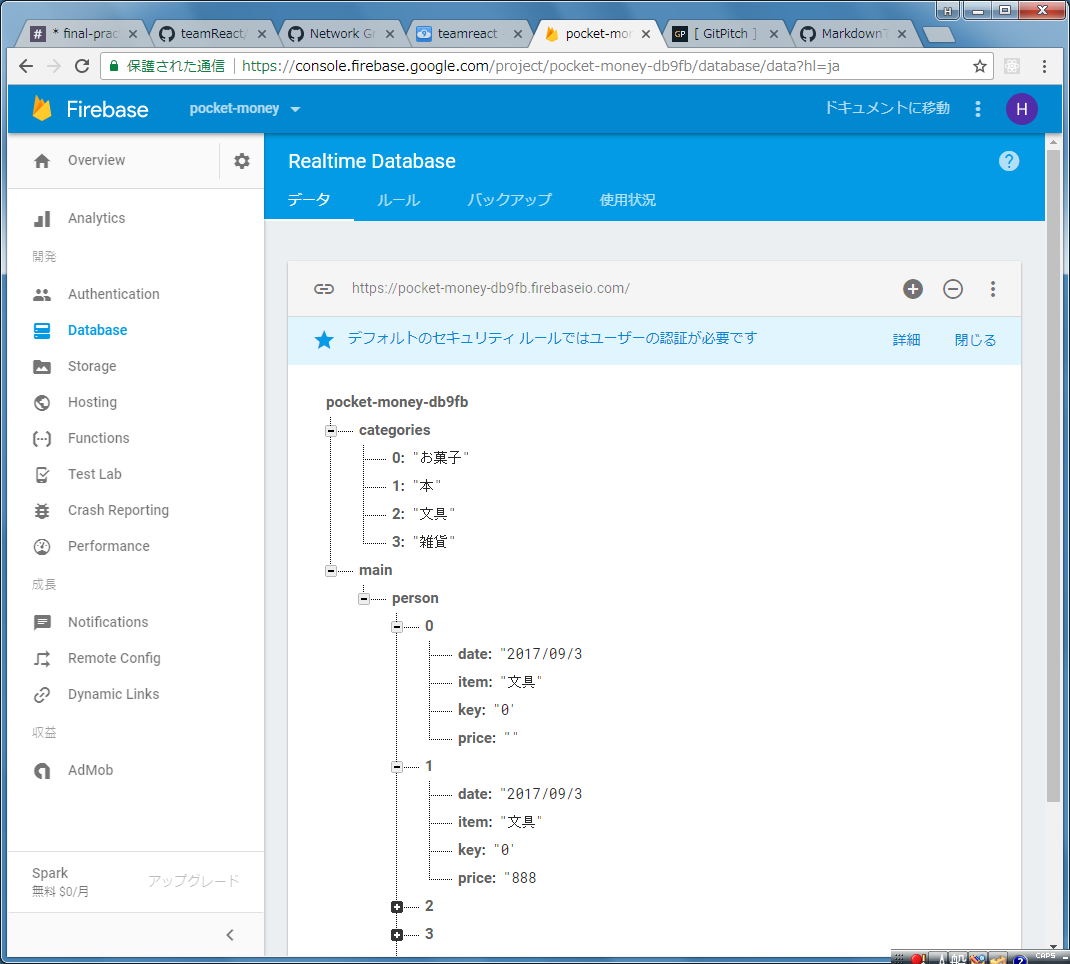 H
# * final-prac
teamReact/
Network Gr
teamreact
pocket-mon
GP [ GitPitch ]
MarkdownT
保護された通信 https://console.firebase.google.com/project/pocket-money-db9fb/database/data?hl=ja
Firebase pocket-money ドキュメントに移動 H
Overview
Analytics
開発
Authentication
Database
Storage
Hosting
Functions
Test Lab
Crash Reporting
Performance
成長
Notifications
Remote Config
Dynamic Links
収益
AdMob
Spark
無料 $0/月
アップグレード
Realtime Database ?
データ ルール バックアップ 使用状況
https://pocket-money-db9fb.firebaseio.com/
デフォルトのセキュリティ ルールではユーザーの認証が必要です 詳細 閉じる
pocket-money-db9fb
categories
0: "お菓子"
1: "本"
2: "文具"
3: "雑貨"
main
person
0
date: "2017/09/3
item: "文具"
key: "0'
price: ""
1
date: "2017/09/3
item: "文具"
key: "0'
price: "888
2
3
CAPS